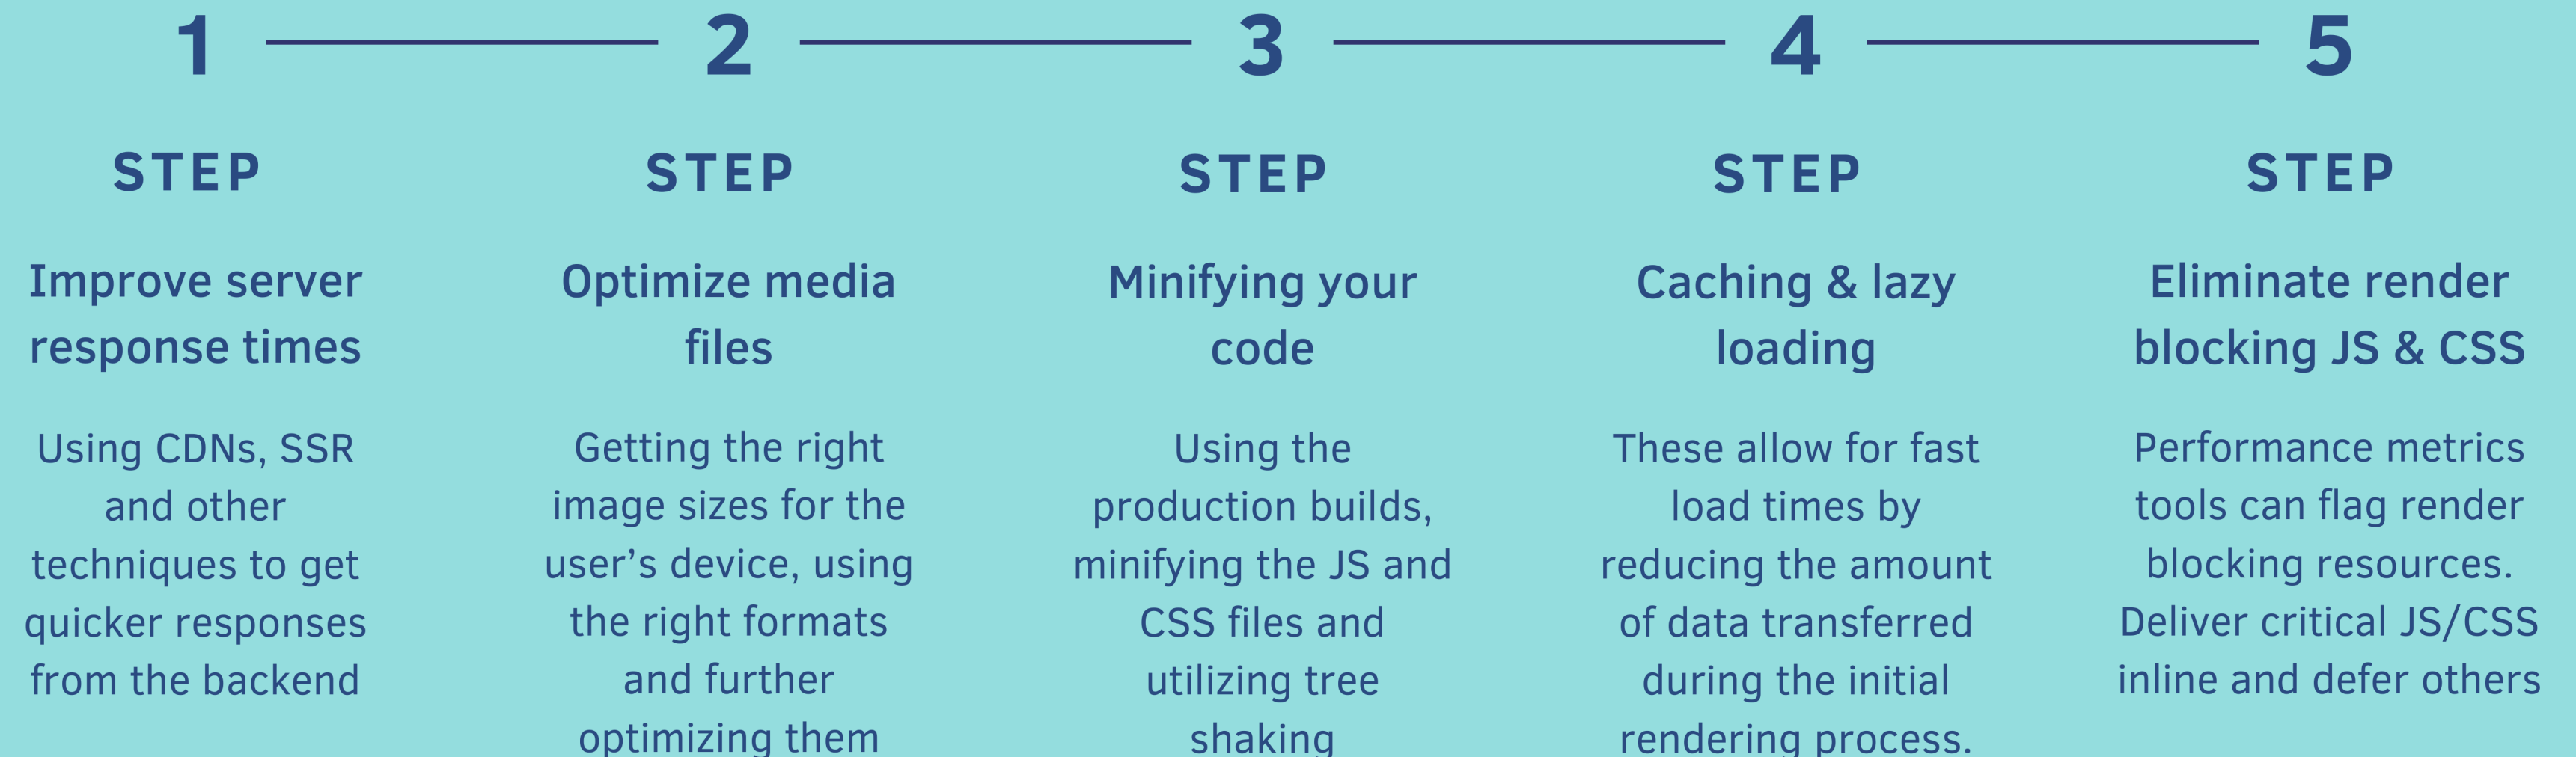 1
2
3
4
5
STEP
STEP
STEP
STEP
STEP
Improve server
response times
Optimize media
files
Minifying your
code
Caching & lazy
loading
Eliminate render
blocking JS & CSS
Using CDNs, SSR
and other
techniques to get
quicker responses
from the backend
Getting the right
image sizes for the
user’s device, using
the right formats
and further
optimizing them
Using the
production builds,
minifying the JS and
CSS files and
utilizing tree
shaking
These allow for fast
load times by
reducing the amount
of data transferred
during the initial
rendering process.
Performance metrics
tools can flag render
blocking resources.
Deliver critical JS/CSS
inline and defer others